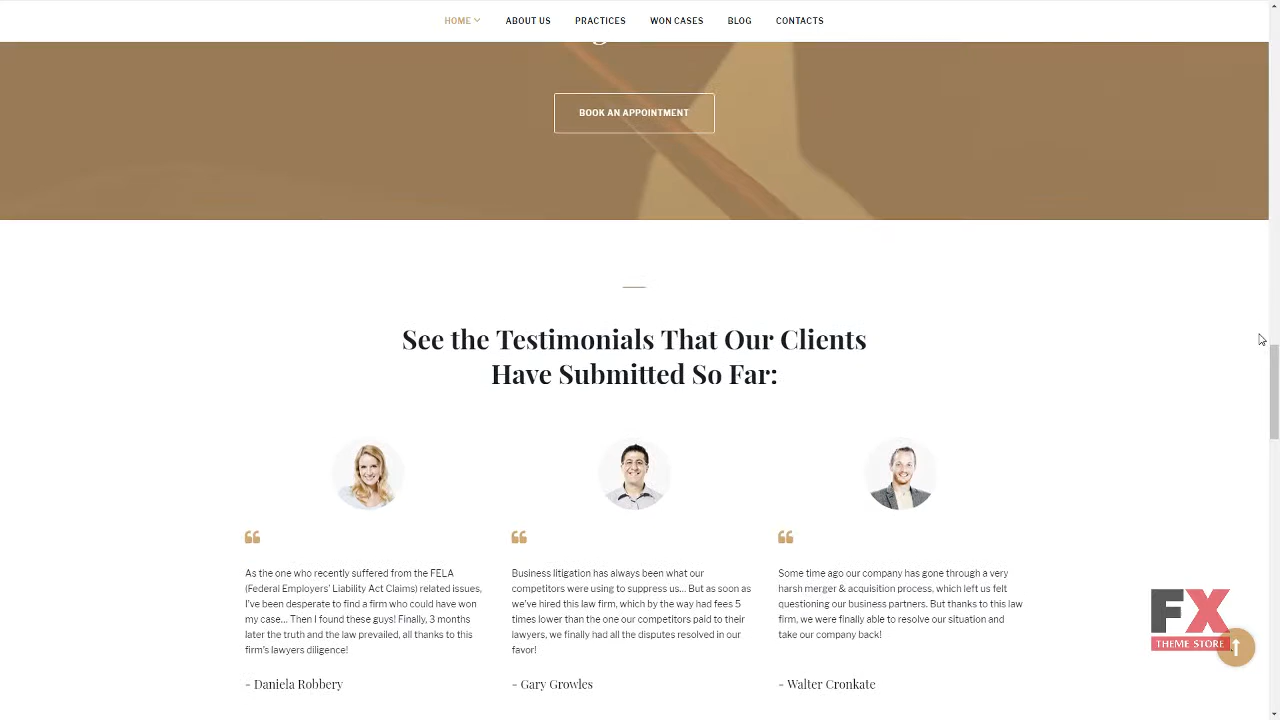 HOME ABOUT US PRACTICES WON CASES BLOG CONTACTS
BOOK AN APPOINTMENT
See the Testimonials That Our Clients
Have Submitted So Far:
As the one who recently suffered from the FELA
(Federal Employers' Liability Act Claims) related issues,
I've been desperate to find a firm who could have won
my case... Then I found these guys! Finally, 3 months
later the truth and the law prevailed, all thanks to this
firm's lawyers diligence!
- Daniela Robbery
Business litigation has always been what our
competitors were using to suppress us... But as soon as
we've hired this law firm, which by the way had fees 5
times lower than the one our competitors paid to their
lawyers, we finally had all the disputes resolved in our
favor!
- Gary Growles
Some time ago our company has gone through a very
harsh merger & acquisition process, which left us felt
questioning our business partners. But thanks to this law
firm, we were finally able to resolve our situation and
take our company back!
- Walter Cronkate
FX
THEME STORE